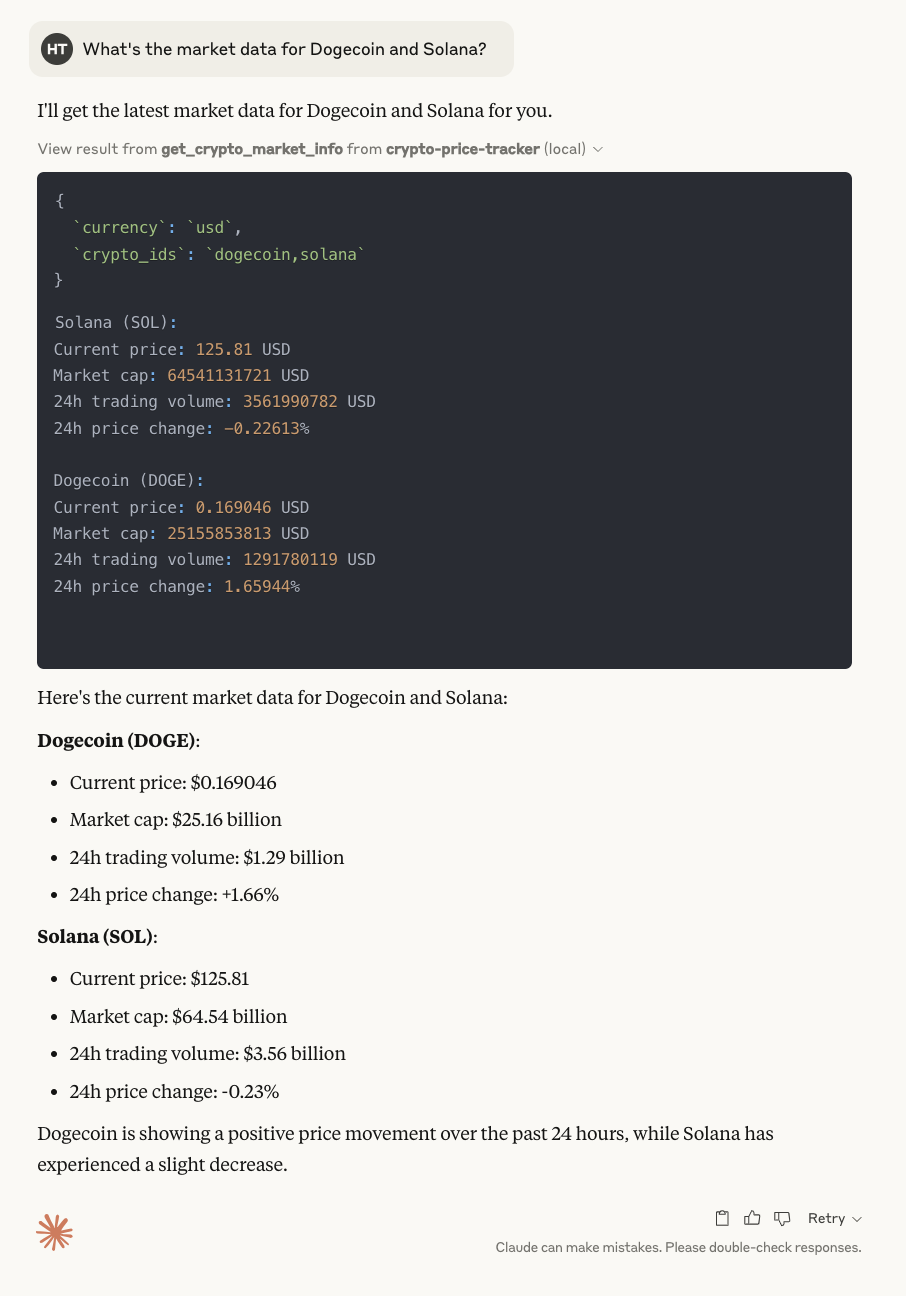 HT What's the market data for Dogecoin and Solana?
I'll get the latest market data for Dogecoin and Solana for you.
View result from get_crypto_market_info from crypto-price-tracker (local)
{
  `currency`: `usd`,
  `crypto_ids`: `dogecoin,solana`
}
Solana (SOL):
Current price: 125.81 USD
Market cap: 64541131721 USD
24h trading volume: 3561990782 USD
24h price change: -0.22613%
Dogecoin (DOGE):
Current price: 0.169046 USD
Market cap: 25155853813 USD
24h trading volume: 1291780119 USD
24h price change: 1.65944%
Here's the current market data for Dogecoin and Solana:
Dogecoin (DOGE):
• Current price: $0.169046
• Market cap: $25.16 billion
• 24h trading volume: $1.29 billion
• 24h price change: +1.66%
Solana (SOL):
• Current price: $125.81
• Market cap: $64.54 billion
• 24h trading volume: $3.56 billion
• 24h price change: -0.23%
Dogecoin is showing a positive price movement over the past 24 hours, while Solana has
experienced a slight decrease.
Retry
Claude can make mistakes. Please double-check responses.